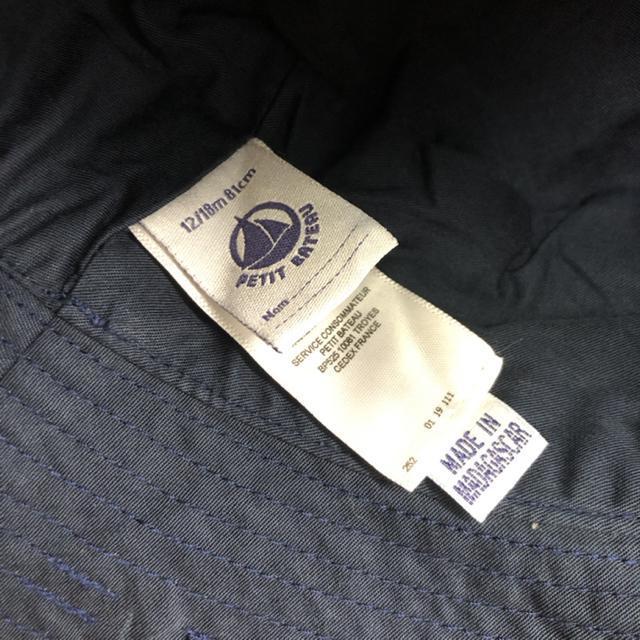 12/18m 81cm
PETIT BATEAU
Nom
SERVICE CONSOMMATEUR
PETIT BATEAU
BP525 10081 TROYES
CEDEX FRANCE
262 01 19 111
MADE IN
MADAGASCAR